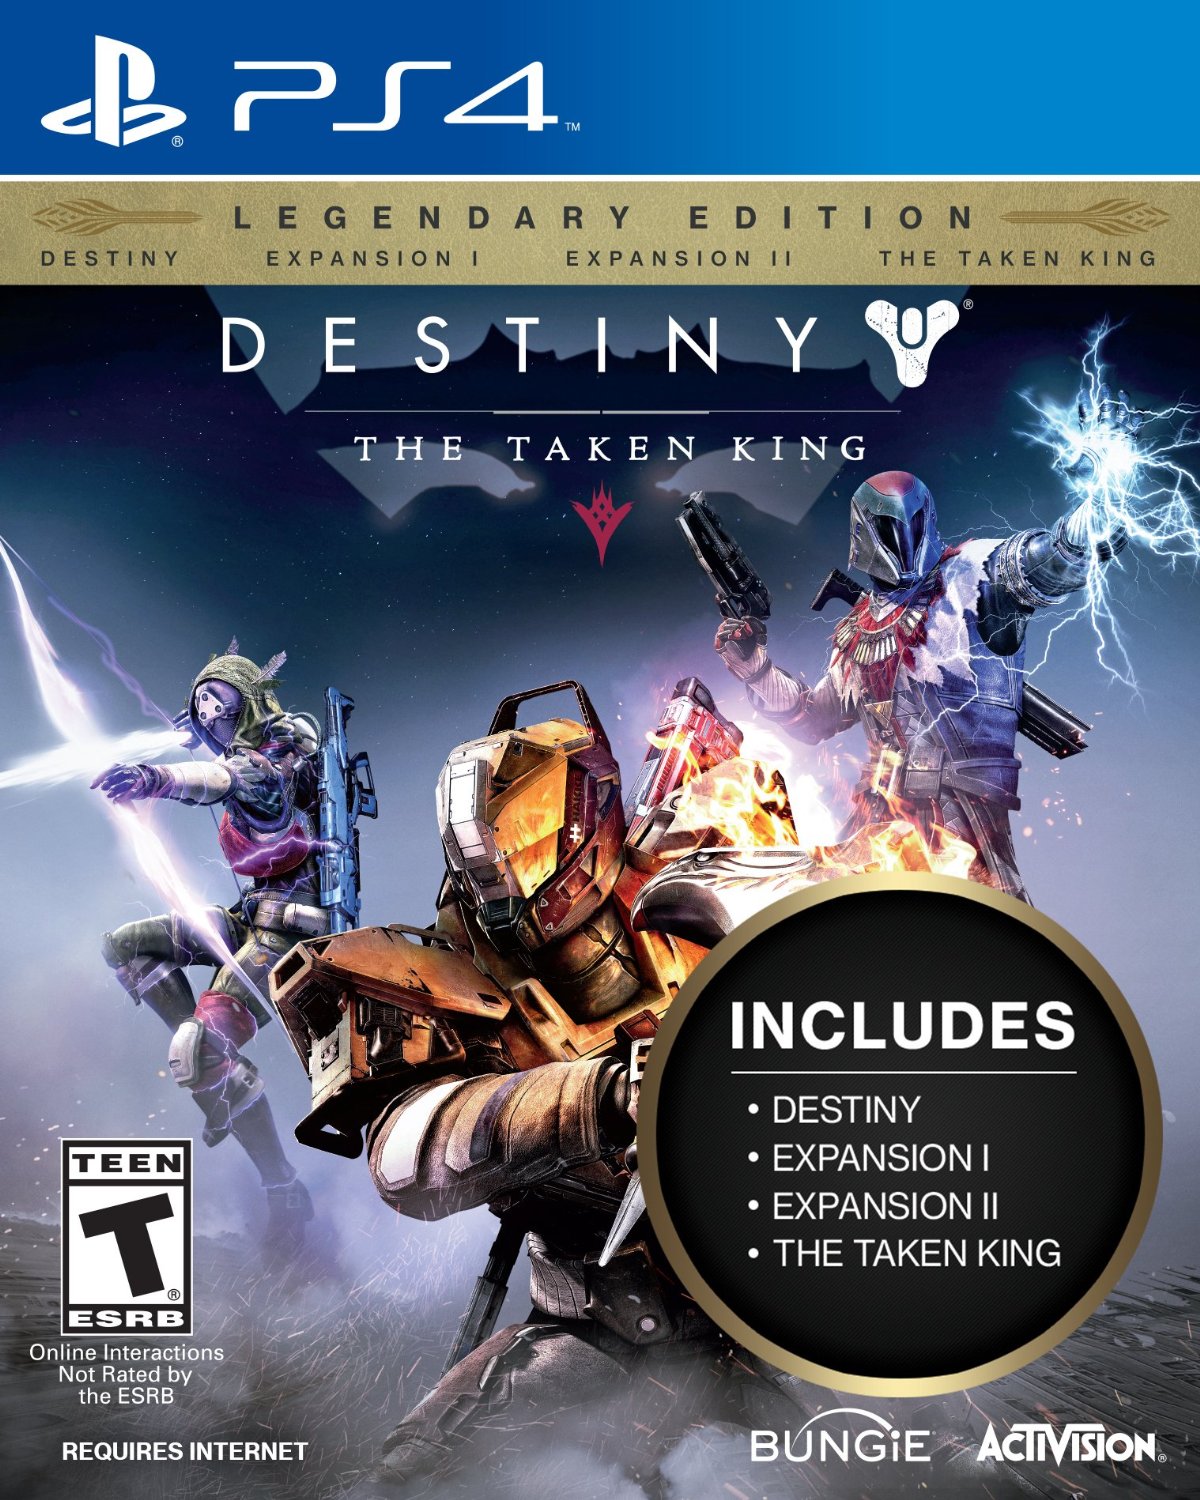 PS4™
LEGENDARY EDITION
DESTINY EXPANSION I EXPANSION II THE TAKEN KING
DESTINY®
THE TAKEN KING
INCLUDES
• DESTINY
• EXPANSION I
• EXPANSION II
• THE TAKEN KING
TEEN
T®
ESRB
Online Interactions
Not Rated by
the ESRB
REQUIRES INTERNET
BUNGiE
ACTIVISION®